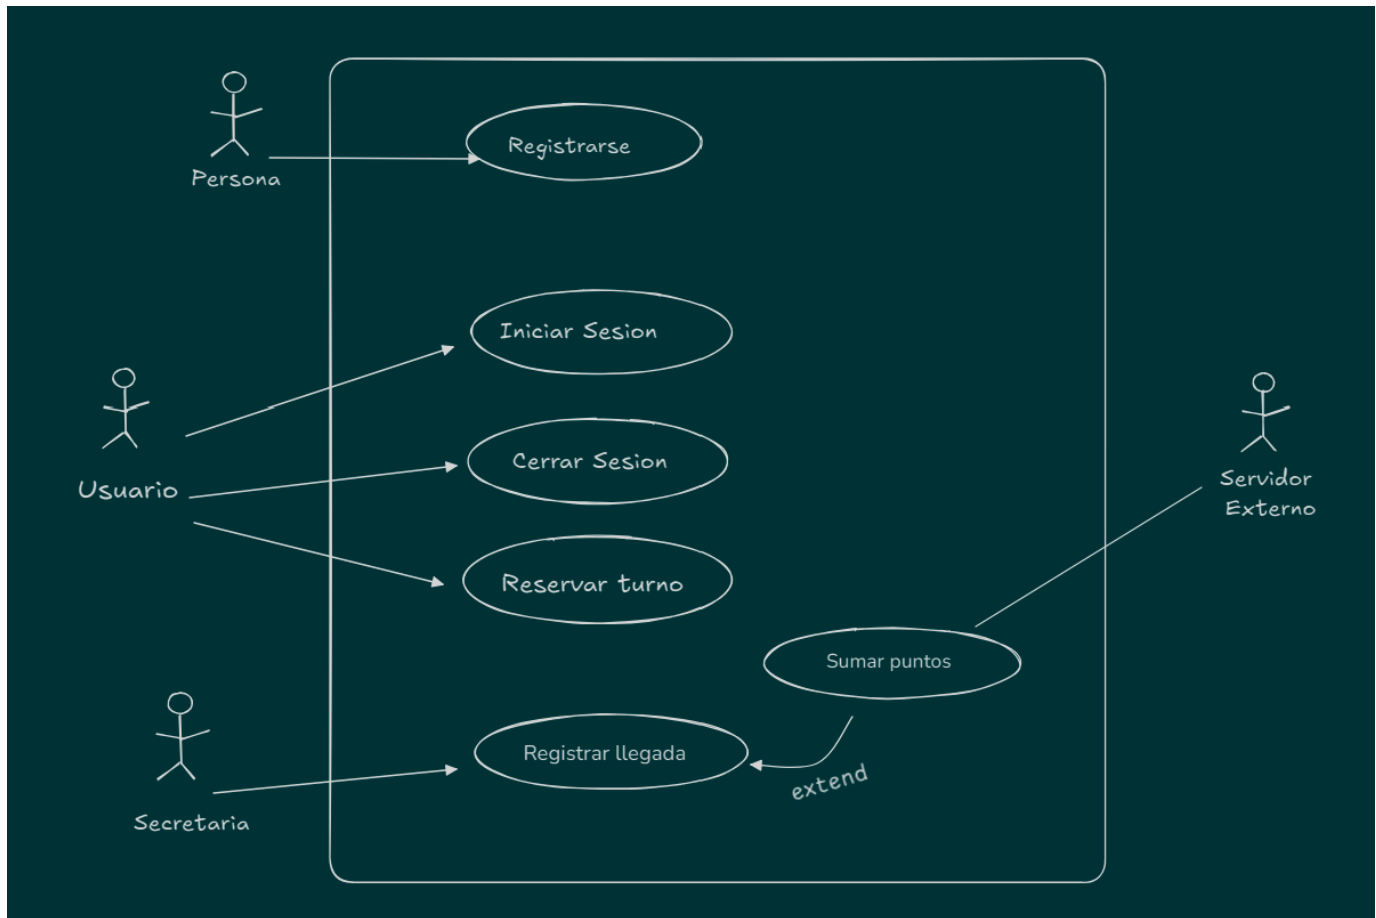 Registrarse
Persona
Iniciar Sesion
Cerrar Sesion
Usuario
Servidor
Externo
Reservar turno
Sumar puntos
Registrar llegada
extend
Secretaria